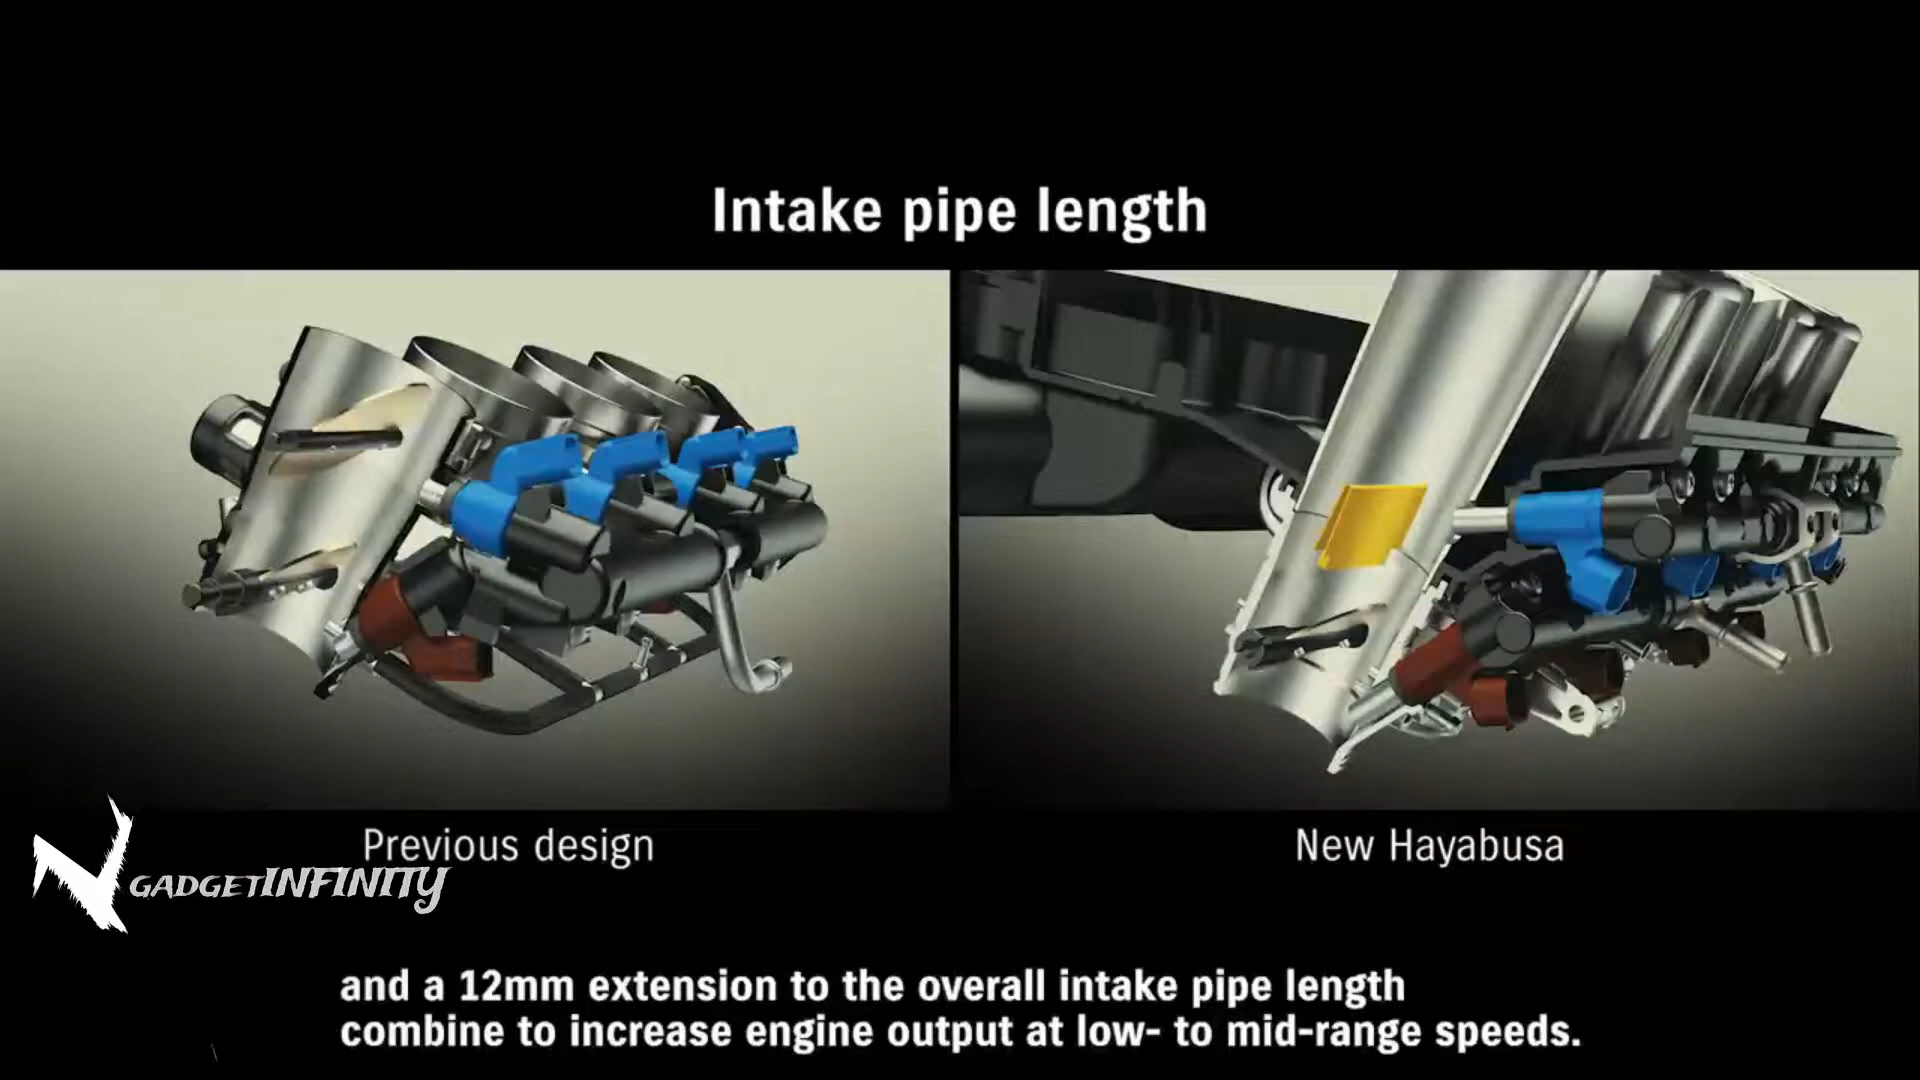 Intake pipe length
Previous design
New Hayabusa
GADGETINFINITY
and a 12mm extension to the overall intake pipe length
combine to increase engine output at low- to mid-range speeds.